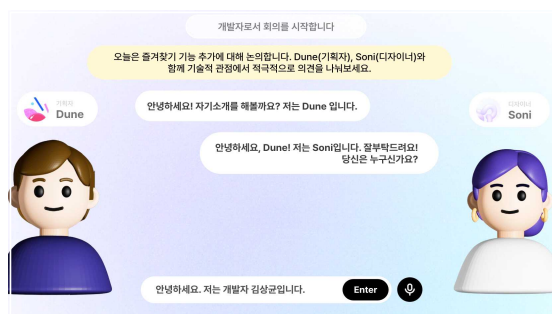 개발자로서 회의를 시작합니다
오늘은 즐겨찾기 기능 추가에 대해 논의합니다. Dune(기획자), Soni(디자이너)와
함께 기술적 관점에서 적극적으로 의견을 나눠보세요.
기획자
Dune
안녕하세요! 자기소개를 해볼까요? 저는 Dune 입니다.
디자이너
Soni
안녕하세요, Dune! 저는 Soni입니다. 잘부탁드려요!
당신은 누구신가요?
안녕하세요. 저는 개발자 김상균입니다.
Enter